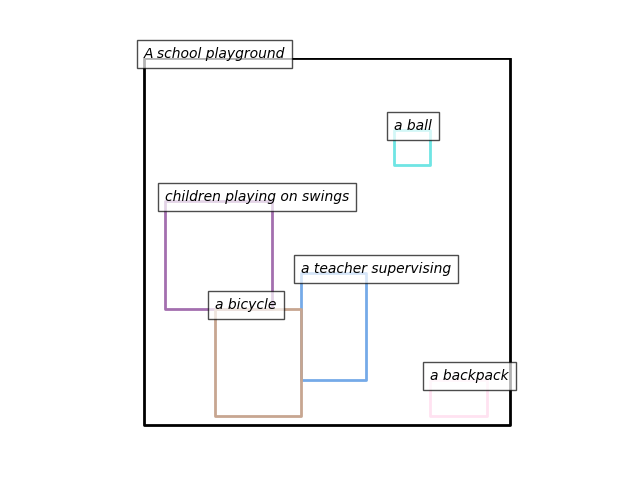 A school playground
a ball
children playing on swings
a teacher supervising
a bicycle
a backpack